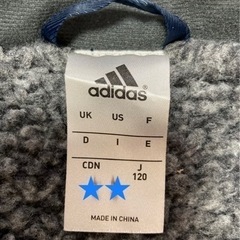 adidas
UK US F
D I E
CDN J
120
MADE IN CHINA